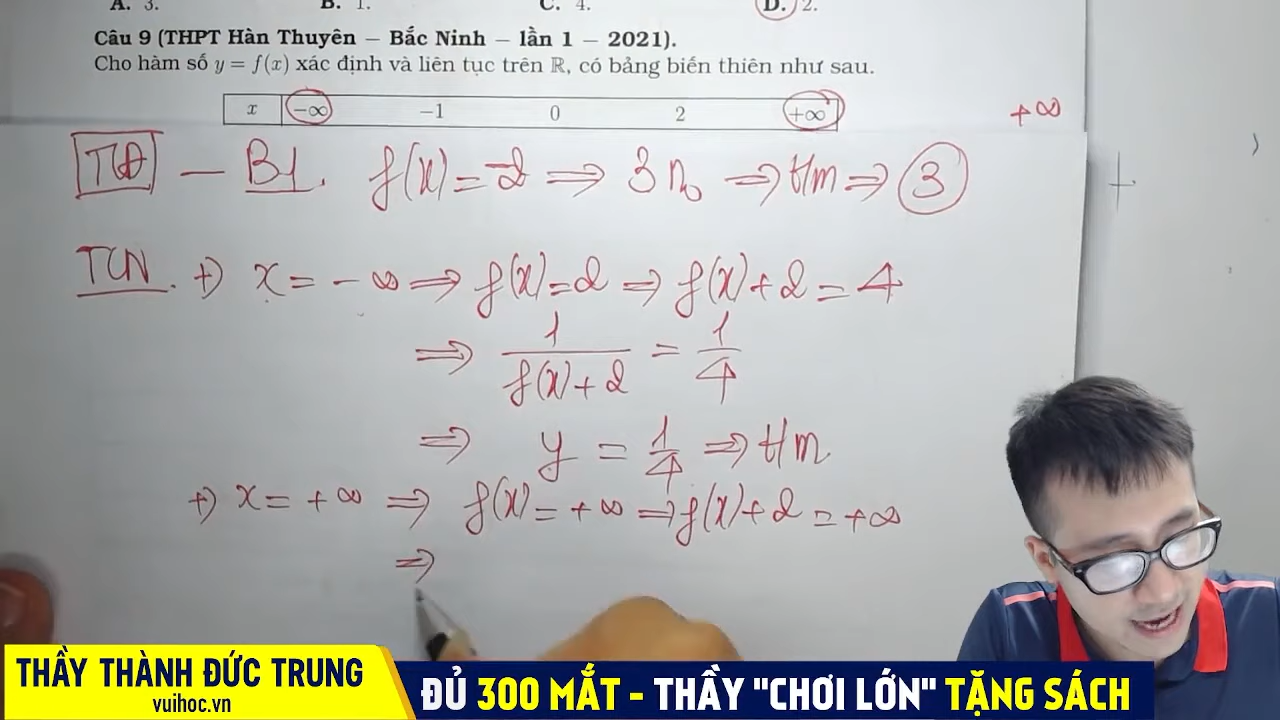 A. 3. B. 1. C. 4. D. 2.
Câu 9 (THPT Hàn Thuyên – Bắc Ninh – lần 1 – 2021).
Cho hàm số y = f(x) xác định và liên tục trên ℝ, có bảng biến thiên như sau.
x −∞ −1 0 2 +∞
+∞
TCĐ – B1. f(x) = -2 ⇒ 3 n₀ ⇒ t/m ⇒ 3
TCN. +) x = -∞ ⇒ f(x) = 2 ⇒ f(x) + 2 = 4
⇒ 1/(f(x) + 2) = 1/4
⇒ y = 1/4 ⇒ t/m
+) x = +∞ ⇒ f(x) = +∞ ⇒ f(x) + 2 = +∞
⇒
THẦY THÀNH ĐỨC TRUNG
vuihoc.vn
ĐỦ 300 MẮT - THẦY "CHƠI LỚN" TẶNG SÁCH